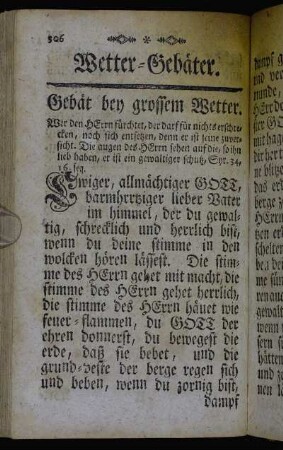 306
Wetter-Gebäter.
Gebät bey grossem Wetter.
Wer den HErrn fürchtet, der darf für nichts erschre-
cken, noch sich entsetzen, denn er ist seine zuver-
sicht. Die augen des HErrn sehen auf die, so ihn
lieb haben, er ist ein gewaltiger schutz, Syr. 34,
16. seq.
Ewiger, allmächtiger GOTT,
barmhertziger lieber Vater
im himmel, der du gewal-
tig, schrecklich und herrlich bist,
wenn du deine stimme in den
wolcken hören lässest. Die stim-
me des HErrn gehet mit macht, die
stimme des HErrn gehet herrlich,
die stimme des HErrn häuet wie
feuer-flammen, du GOTT der
ehren donnerst, du bewegest die
erde, daß sie bebet, und die
grund-veste der berge regen sich
und beben, wenn du zornig bist,
dampf